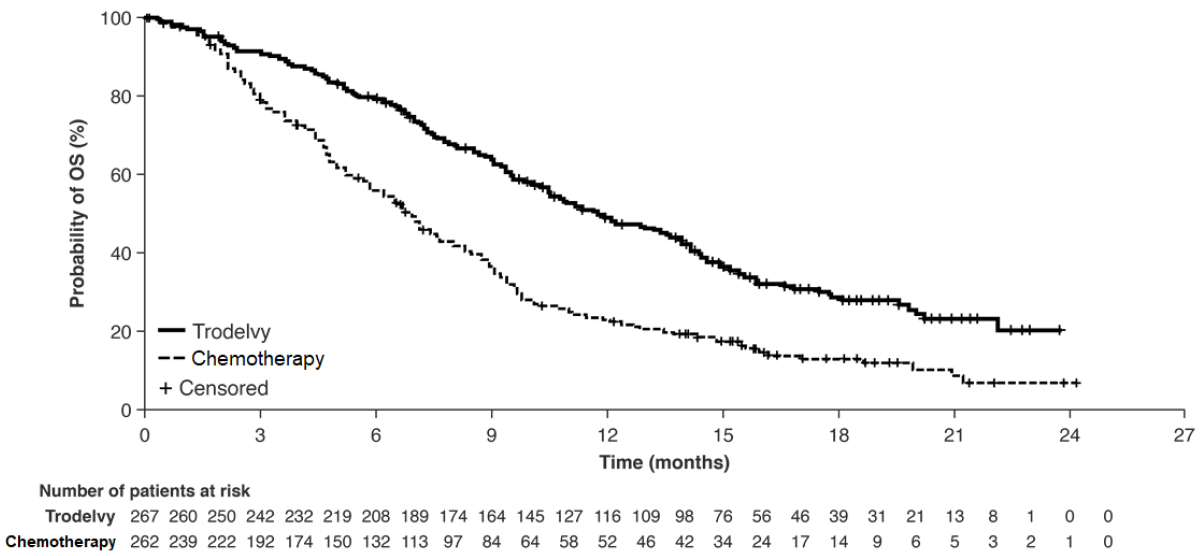 Probability of OS (%)
100
80
60
40
20
0
Trodelvy
Chemotherapy
+ Censored
0 3 6 9 12 15 18 21 24 27
Time (months)
Number of patients at risk
Trodelvy 267 260 250 242 232 219 208 189 174 164 145 127 116 109 98 76 56 46 39 31 21 13 8 1 0 0
Chemotherapy 262 239 222 192 174 150 132 113 97 84 64 58 52 46 42 34 24 17 14 9 6 5 3 2 1 0